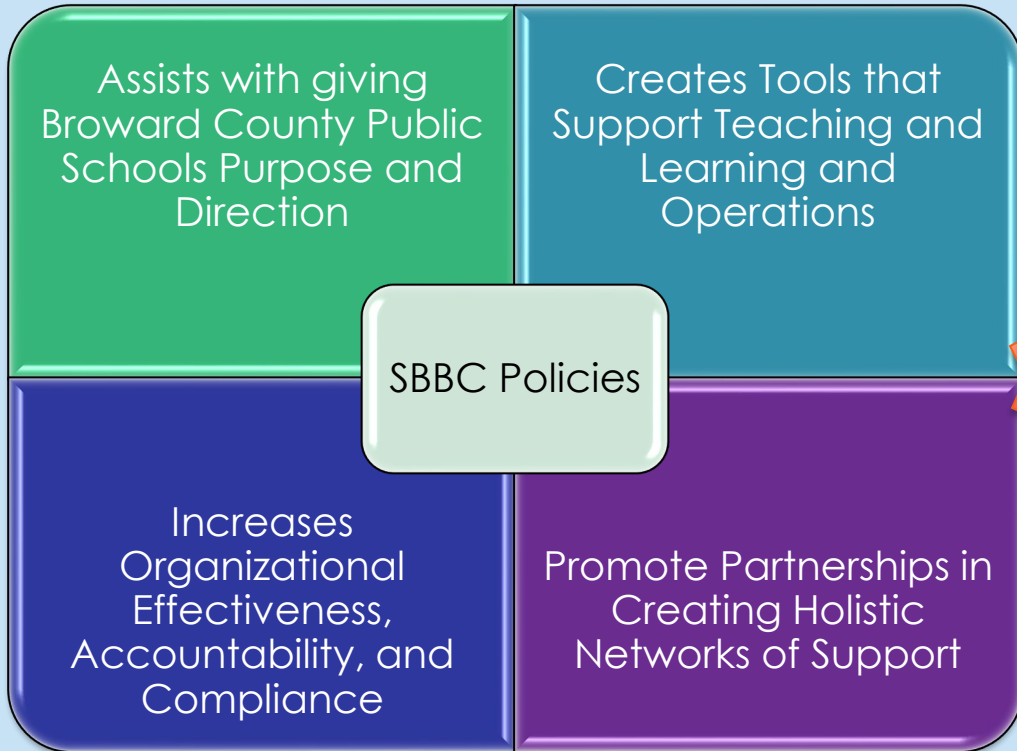 Assists with giving
Broward County Public
Schools Purpose and
Direction
Creates Tools that
Support Teaching and
Learning and
Operations
SBBC Policies
Increases
Organizational
Effectiveness,
Accountability, and
Compliance
Promote Partnerships in
Creating Holistic
Networks of Support